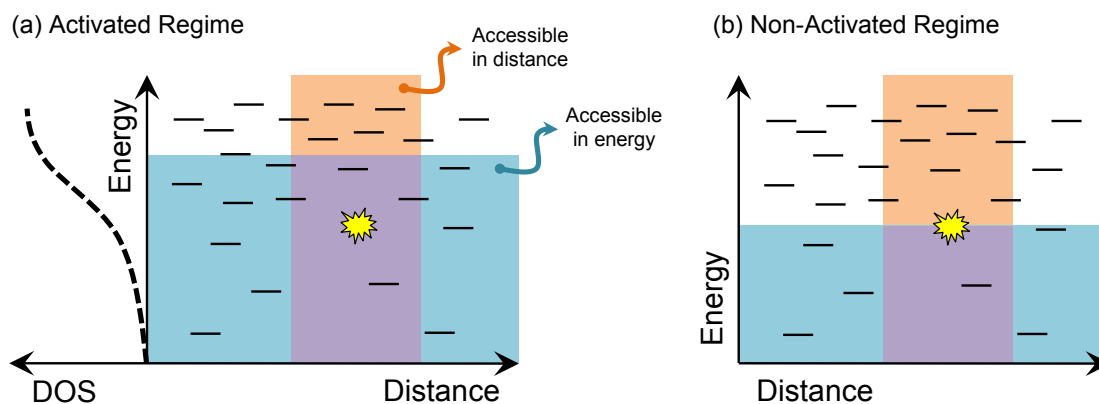 (a) Activated Regime
Accessible
in distance
Accessible
in energy
Energy
DOS
Distance
(b) Non-Activated Regime
Energy
Distance